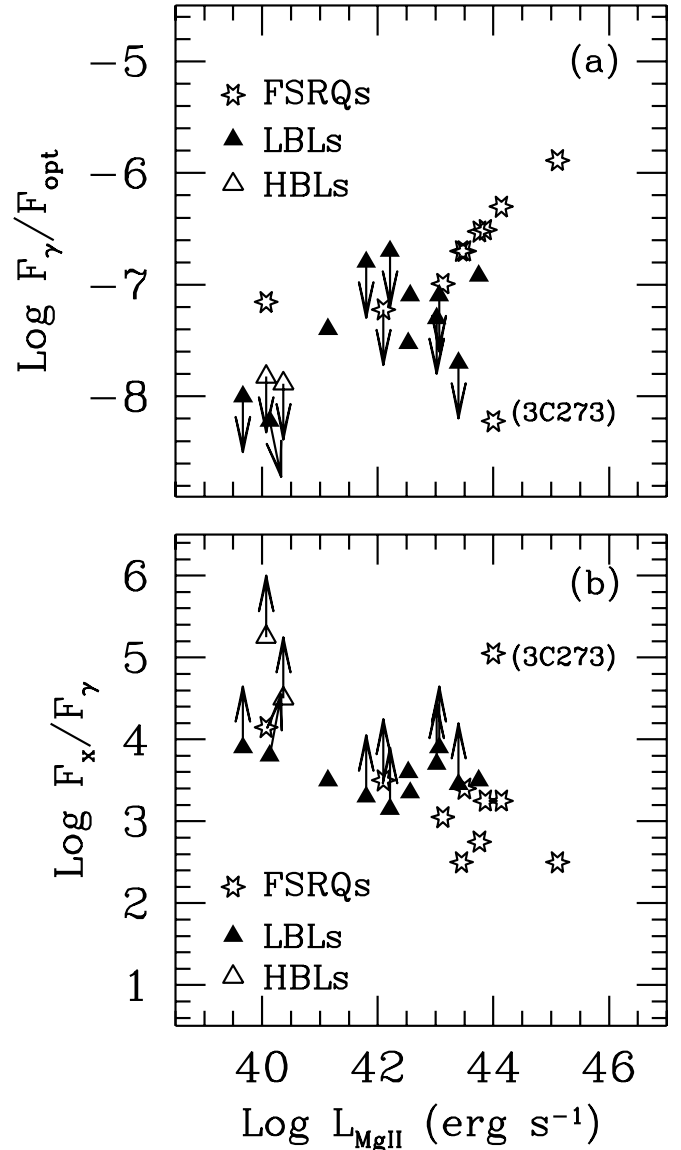 (a)
FSRQs
LBLs
HBLs
(3C273)
-5
-6
-7
-8
Log Fγ/Fopt
(b)
(3C273)
FSRQs
LBLs
HBLs
6
5
4
3
2
1
Log Fx/Fγ
40 42 44 46
Log LMgII (erg s−1)